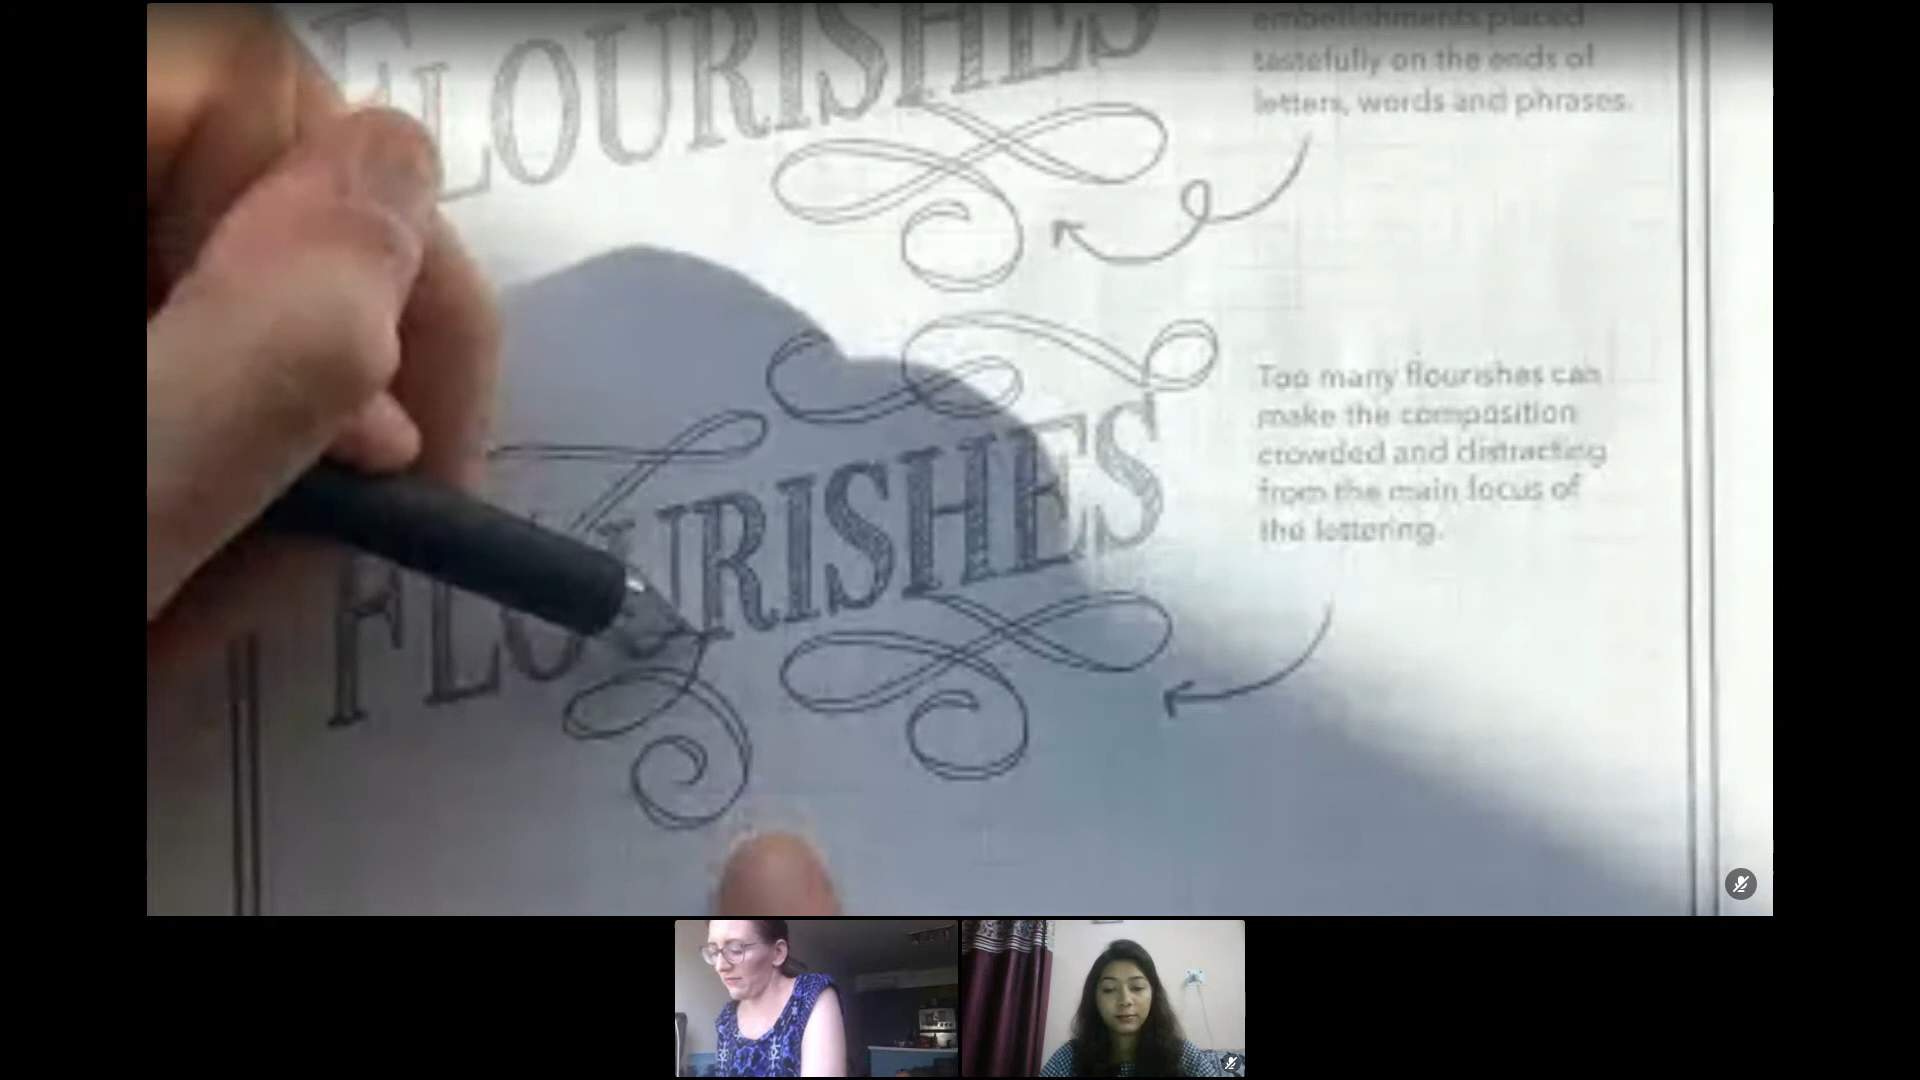 FLOURISHES
embellishments placed
tastefully on the ends of
letters, words and phrases.
FLOURISHES
Too many flourishes can
make the composition
crowded and distracting
from the main focus of
the lettering.